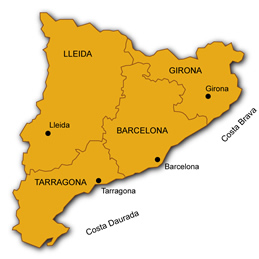 LLEIDA
GIRONA
Girona
Costa Brava
Lleida
BARCELONA
Barcelona
TARRAGONA
Tarragona
Costa Daurada